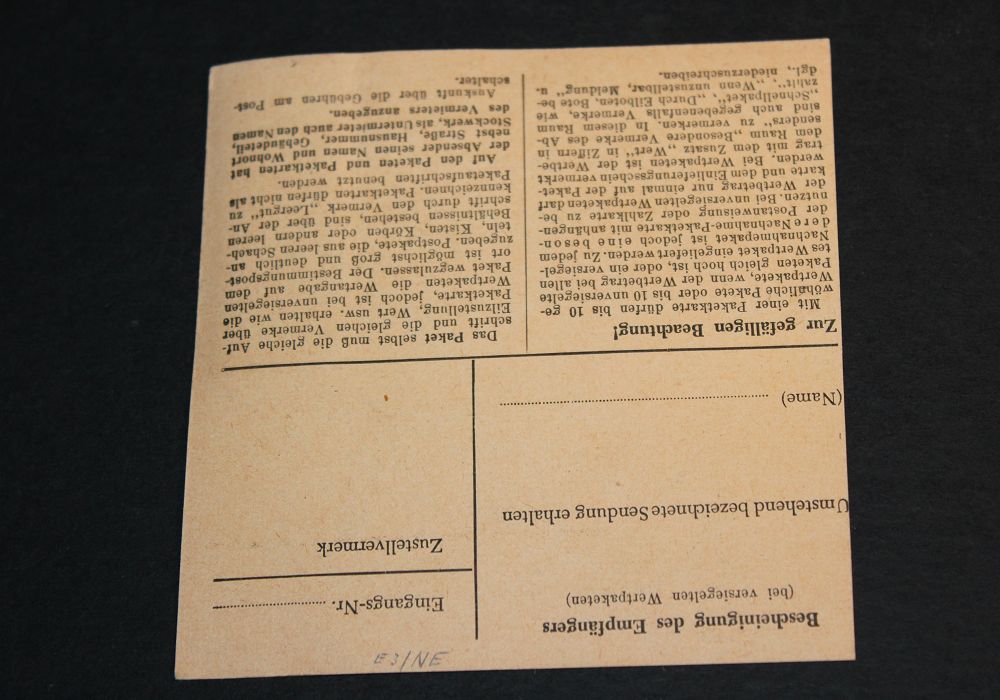 Bescheinigung des Empfängers
(bei versiegelten Wertpaketen)
Umstehend bezeichnete Sendung erhalten
(Name)
Eingangs-Nr.
Zustellvermerk
Zur gefälligen Beachtung!
Mit einer Paketkarte dürfen bis 10 ge-
wöhnliche Pakete oder bis 10 unversiegelte
Wertpakete, wenn der Wertbetrag bei allen
Paketen gleich hoch ist, oder ein versiegel-
tes Wertpaket eingeliefert werden. Zu jedem
Nachnahmepaket ist jedoch eine beson-
dere Nachnahme-Paketkarte mit anhängen-
der Postanweisung oder Zahlkarte zu be-
nutzen. Bei unversiegelten Wertpaketen darf
der Wertbetrag nur einmal auf der Paket-
karte und dem Einlieferungsschein vermerkt
werden. Bei Wertpaketen ist der Wertbe-
trag mit dem Zusatz „Wert“ in Ziffern in
dem Raum „Besondere Vermerke des Ab-
senders“ zu vermerken. In diesem Raum
sind auch gegebenenfalls Vermerke, wie
„Schnellpaket“, „Durch Eilboten, Bote be-
zahlt“, „Wenn unzustellbar, Meldung“ u.
dgl., niederzuschreiben.
Das Paket selbst muß die gleiche Auf-
schrift und die gleichen Vermerke über
Eilzustellung, Wert usw. erhalten wie die
Paketkarte, jedoch ist bei unversiegelten
Wertpaketen die Wertangabe auf dem
Paket wegzulassen. Der Bestimmungspost-
ort ist möglichst groß und deutlich an-
zugeben. Postpakete, die aus leeren Schach-
teln, Kisten, Körben oder andern leeren
Behältnissen bestehen, sind über der An-
schrift durch den Vermerk „Leergut“ zu
kennzeichnen. Paketkarten dürfen nicht als
Paketaufschriften benutzt werden.
Auf den Paketen und Paketkarten hat
der Absender seinen Namen und Wohnort
nebst Straße, Hausnummer, Gebäudeteil,
Stockwerk, als Untermieter auch den Namen
des Vermieters anzugeben.
Auskunft über die Gebühren am Post-
schalter.
E3/NE